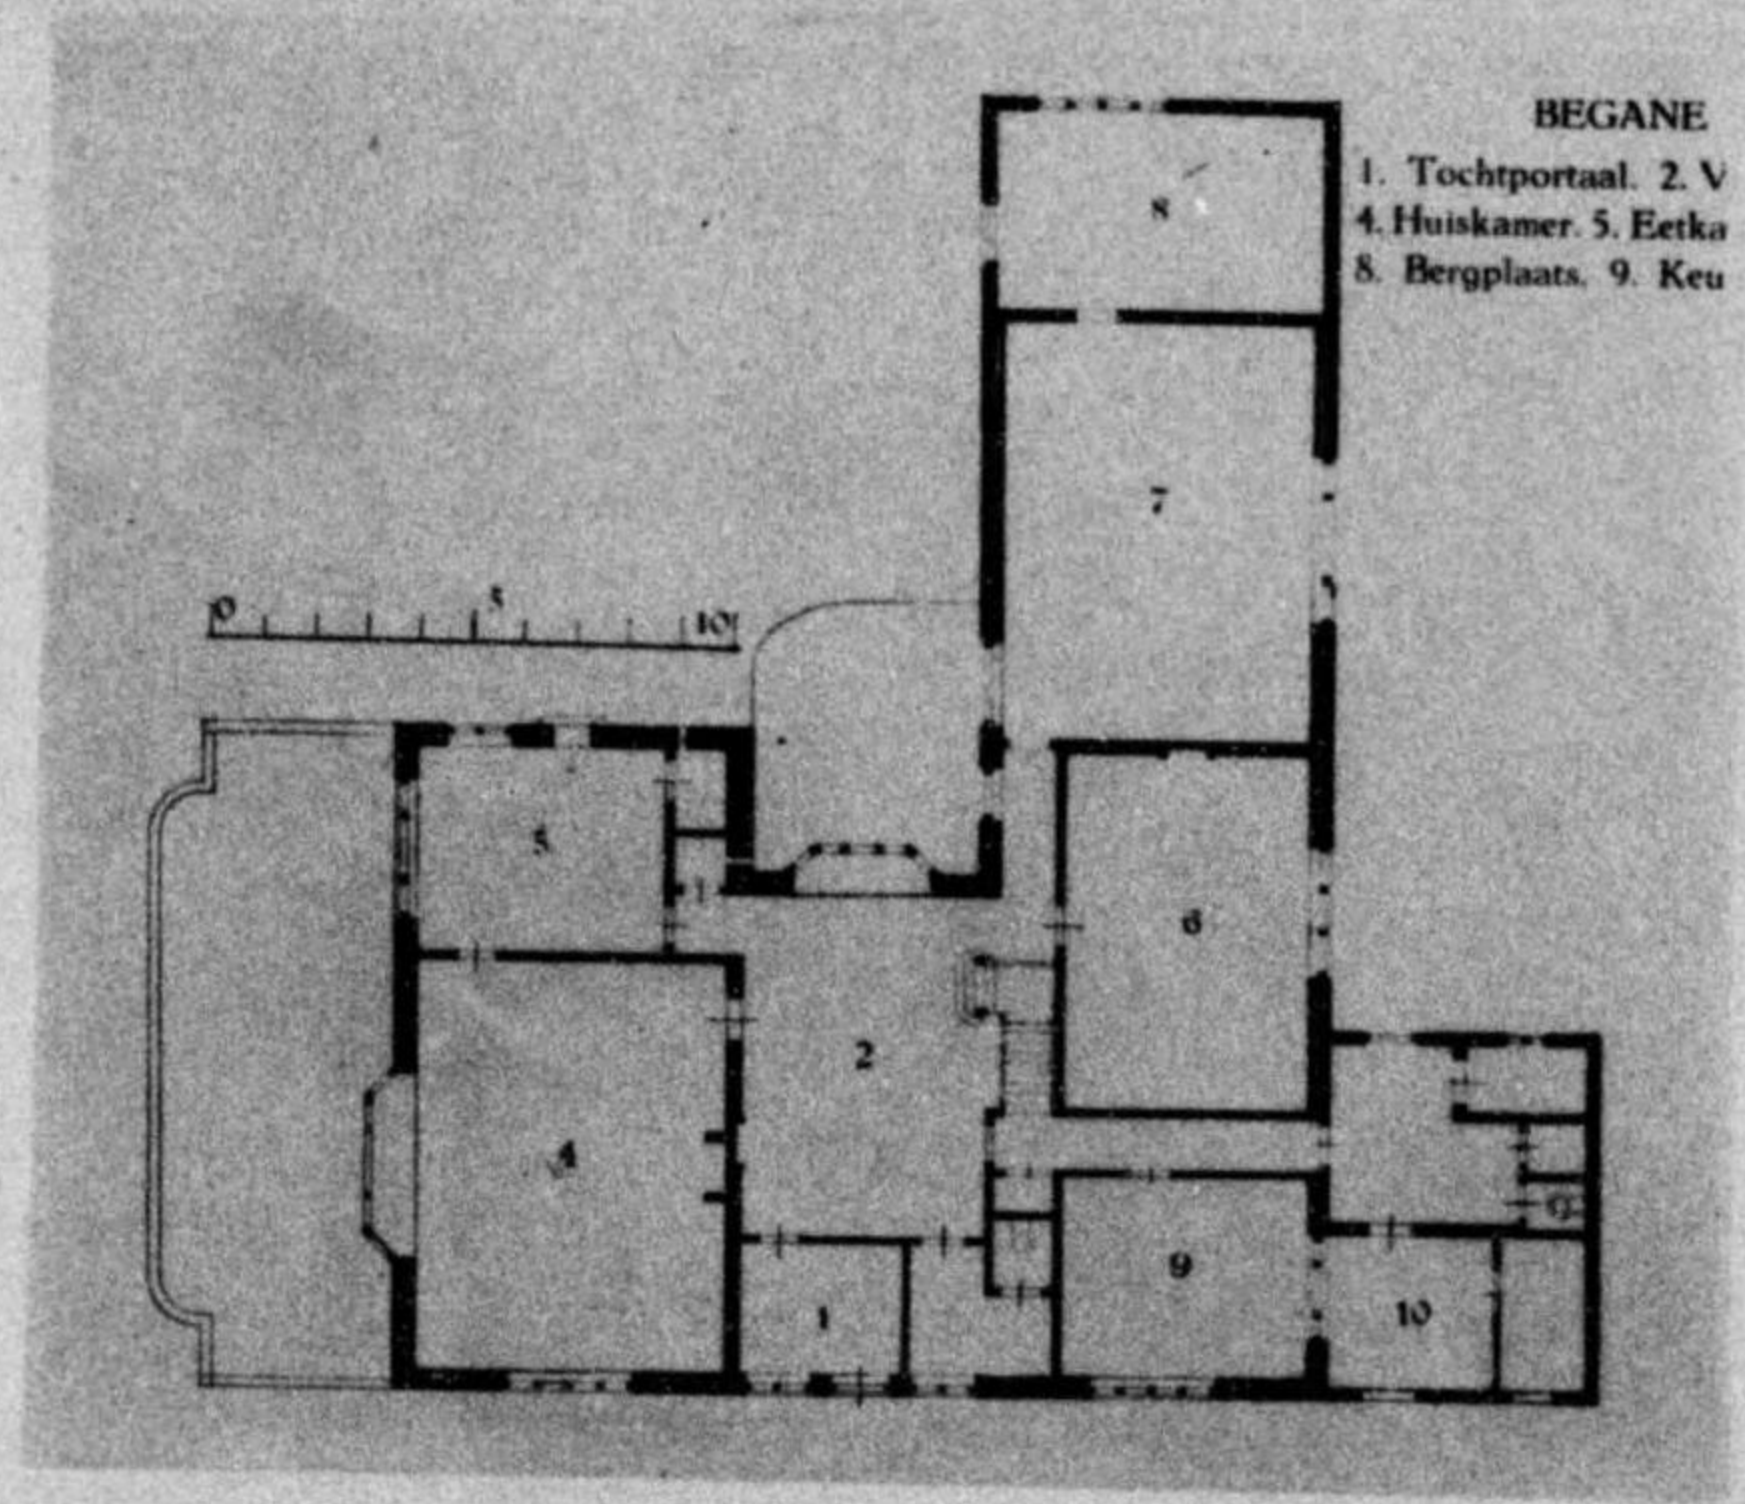 BEGANE
1. Tochtportaal. 2. V
4. Huiskamer. 5. Eetka
8. Bergplaats. 9. Keu
8
7
0 5 10
5
6
2
4
9
1
10